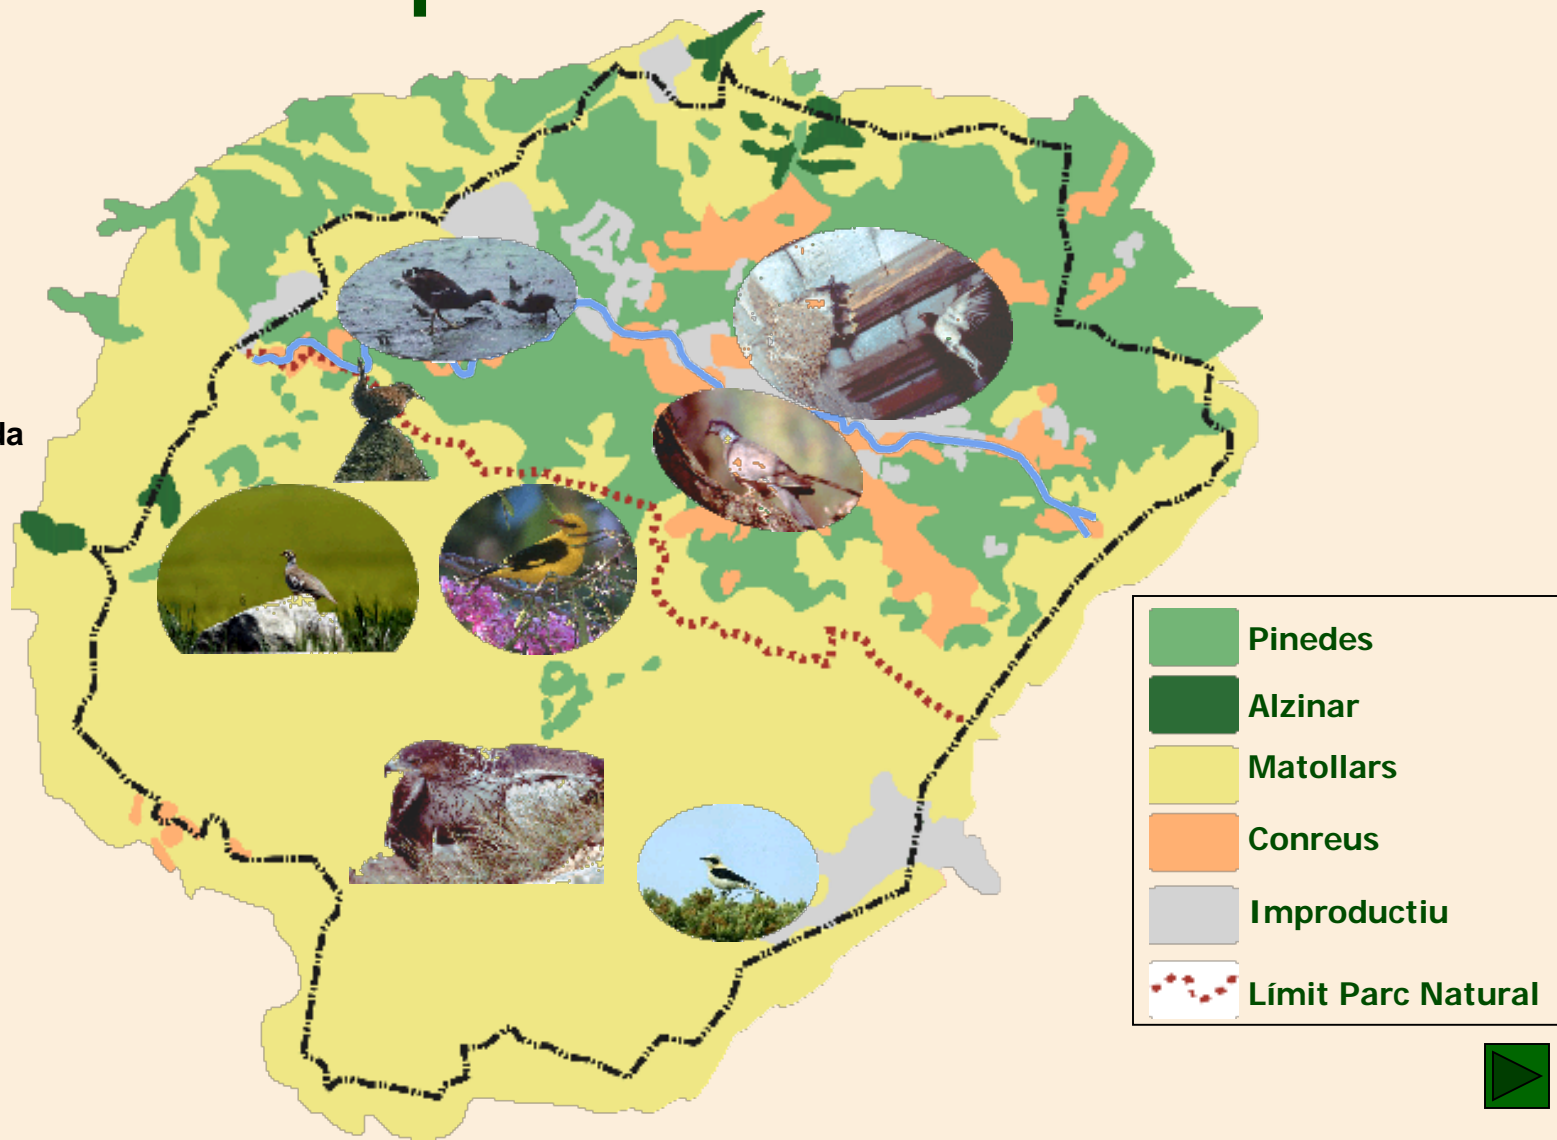 la
Pinedes
Alzinar
Matollars
Conreus
Improductiu
Límit Parc Natural